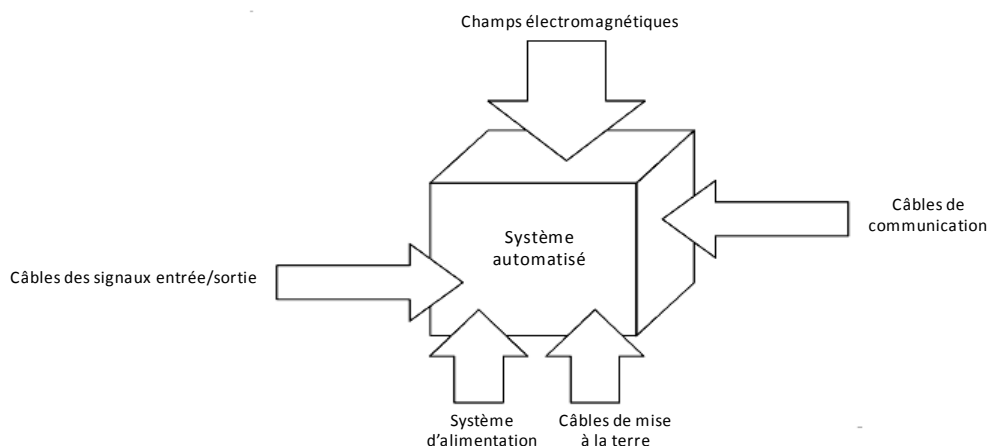 Champs électromagnétiques
Câbles de
communication
Système
automatisé
Câbles des signaux entrée/sortie
Système
d’alimentation
Câbles de mise
à la terre